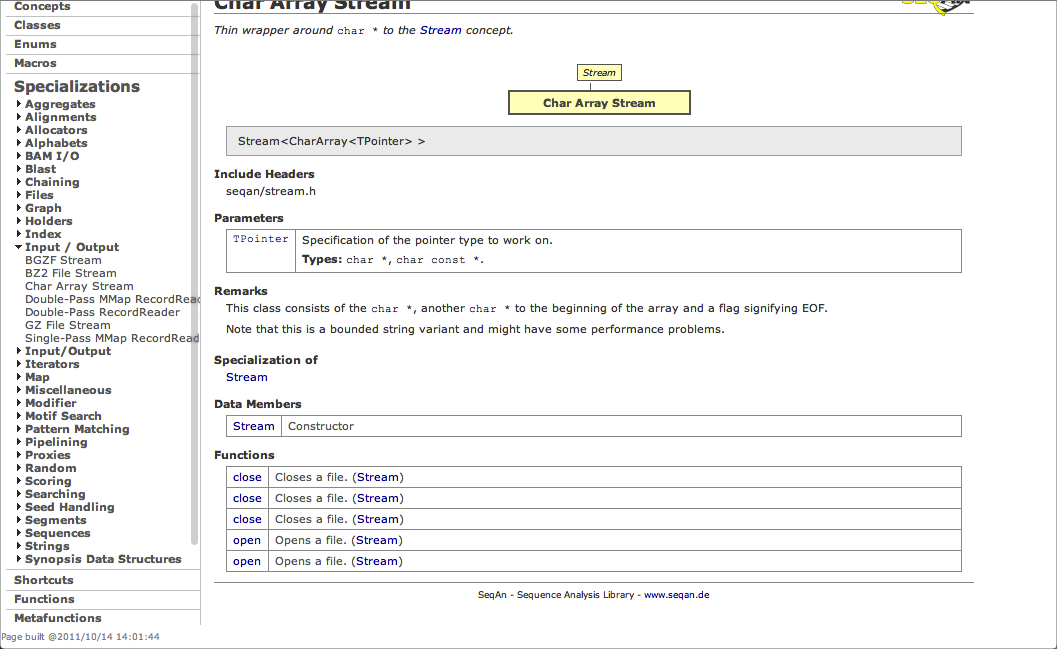 Concepts
Classes
Enums
Macros
Specializations
Aggregates
Alignments
Allocators
Alphabets
BAM I/O
Blast
Chaining
Files
Graph
Holders
Index
Input / Output
BGZF Stream
BZ2 File Stream
Char Array Stream
Double-Pass MMap RecordRead
Double-Pass RecordReader
GZ File Stream
Single-Pass MMap RecordRead
Input/Output
Iterators
Map
Miscellaneous
Modifier
Motif Search
Pattern Matching
Pipelining
Proxies
Random
Scoring
Searching
Seed Handling
Segments
Sequences
Strings
Synopsis Data Structures
Shortcuts
Functions
Metafunctions
Page built @2011/10/14 14:01:44
Char Array Stream
Thin wrapper around char * to the Stream concept.
Stream
Char Array Stream
Stream<CharArray<TPointer> >
Include Headers
seqan/stream.h
Parameters
TPointer Specification of the pointer type to work on.
Types: char *, char const *.
Remarks
This class consists of the char *, another char * to the beginning of the array and a flag signifying EOF.
Note that this is a bounded string variant and might have some performance problems.
Specialization of
Stream
Data Members
Stream Constructor
Functions
close Closes a file. (Stream)
close Closes a file. (Stream)
close Closes a file. (Stream)
open Opens a file. (Stream)
open Opens a file. (Stream)
SeqAn - Sequence Analysis Library - www.seqan.de